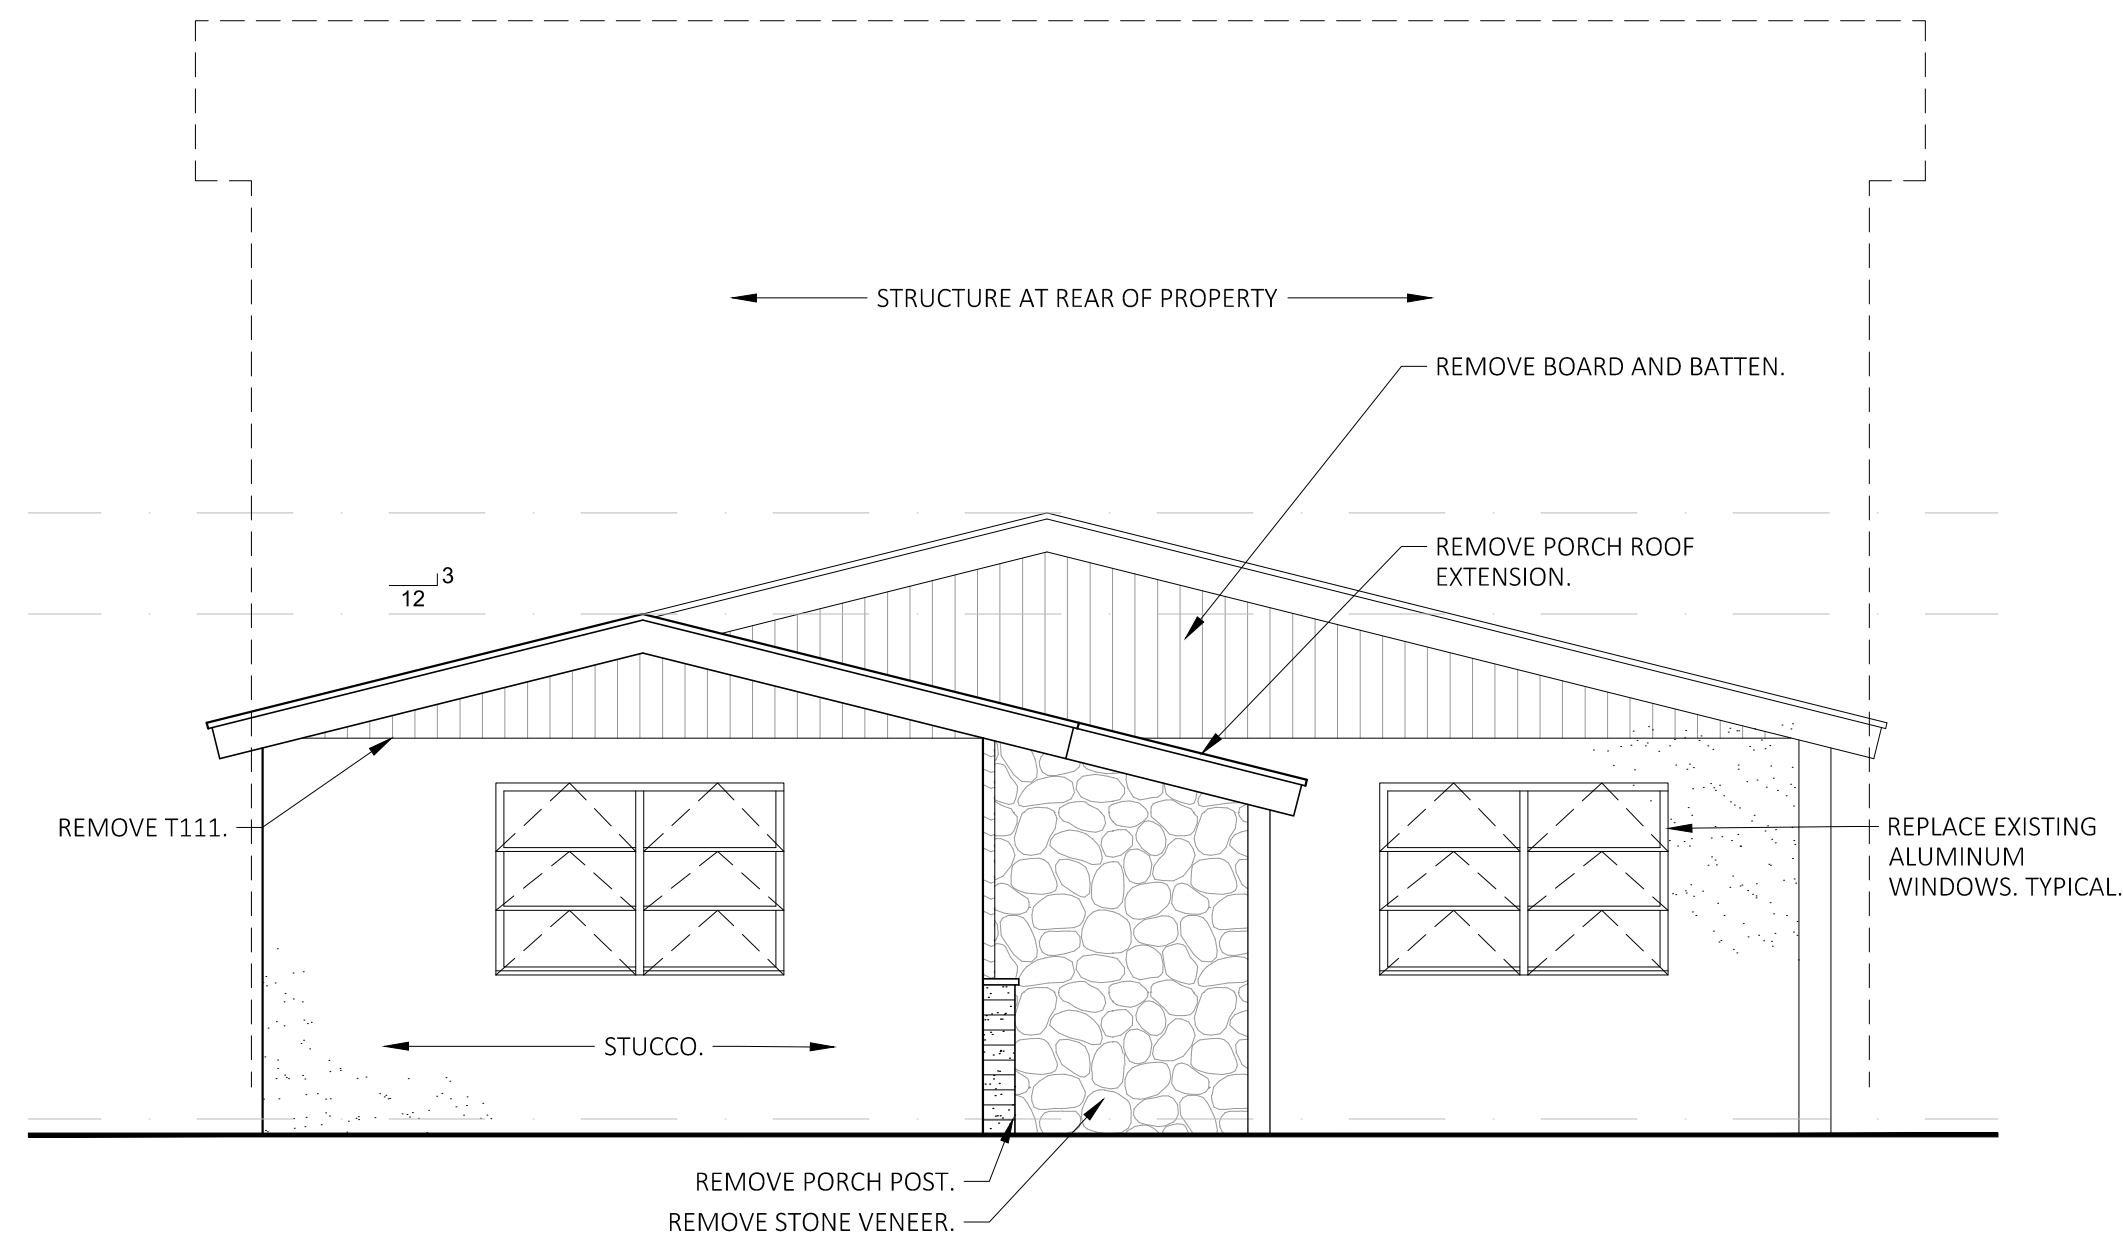 STRUCTURE AT REAR OF PROPERTY
REMOVE BOARD AND BATTEN.
REMOVE PORCH ROOF
EXTENSION.
3
12
REMOVE T111.
REPLACE EXISTING
ALUMINUM
WINDOWS. TYPICAL.
STUCCO.
REMOVE PORCH POST.
REMOVE STONE VENEER.